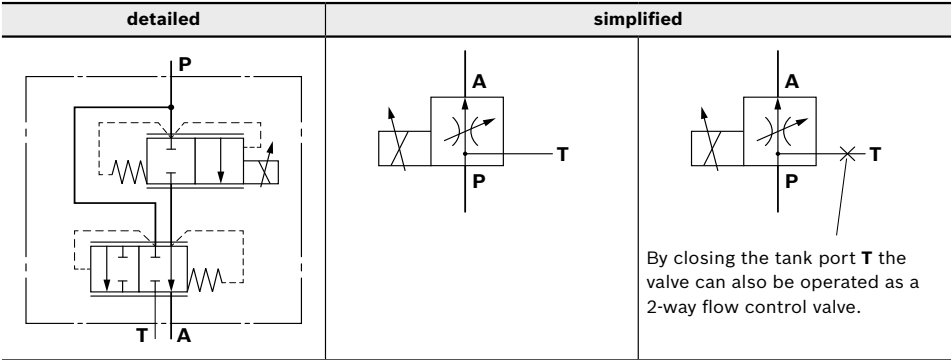 detailed
simplified
P
T
A
A
T
P
A
T
P
By closing the tank port T the
valve can also be operated as a
2-way flow control valve.